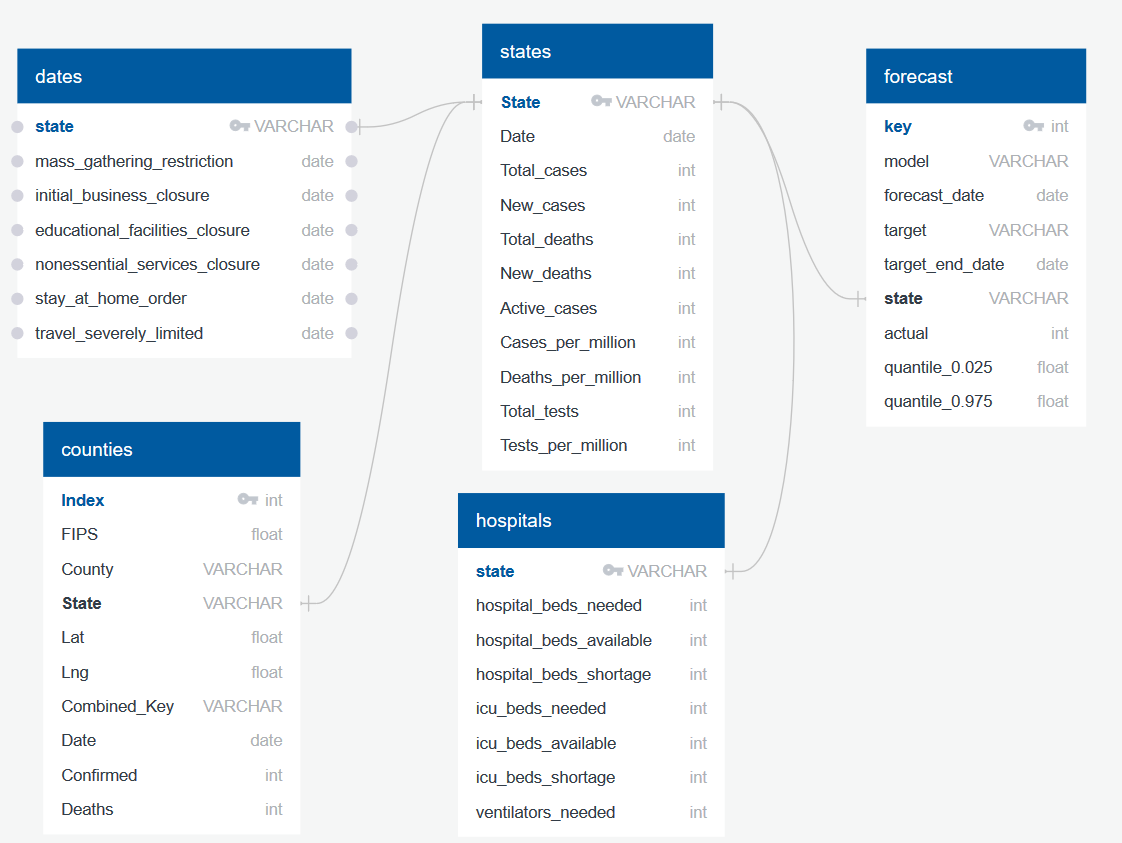 dates
state VARCHAR
mass_gathering_restriction date
initial_business_closure date
educational_facilities_closure date
nonessential_services_closure date
stay_at_home_order date
travel_severely_limited date
counties
Index int
FIPS float
County VARCHAR
State VARCHAR
Lat float
Lng float
Combined_Key VARCHAR
Date date
Confirmed int
Deaths int
states
State VARCHAR
Date date
Total_cases int
New_cases int
Total_deaths int
New_deaths int
Active_cases int
Cases_per_million int
Deaths_per_million int
Total_tests int
Tests_per_million int
hospitals
state VARCHAR
hospital_beds_needed int
hospital_beds_available int
hospital_beds_shortage int
icu_beds_needed int
icu_beds_available int
icu_beds_shortage int
ventilators_needed int
forecast
key int
model VARCHAR
forecast_date date
target VARCHAR
target_end_date date
state VARCHAR
actual int
quantile_0.025 float
quantile_0.975 float